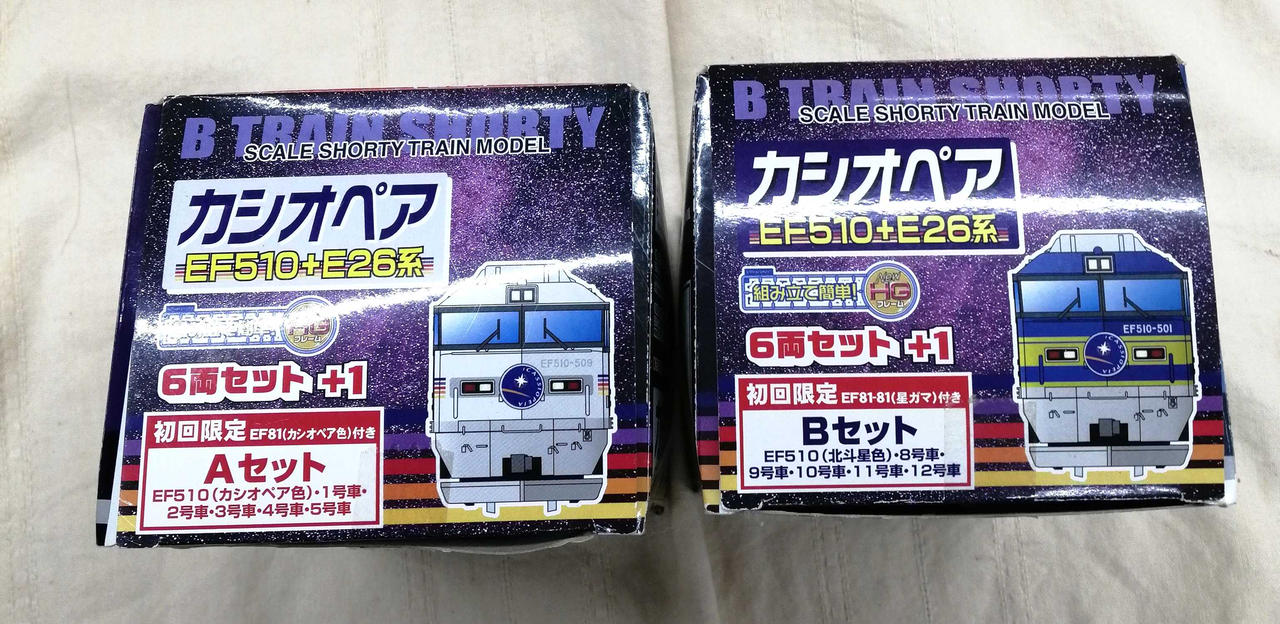 B TRAIN SHORTY
SCALE SHORTY TRAIN MODEL
カシオペア
EF510+E26系
HG
フレーム
6両セット +1
初回限定 EF81(カシオペア色)付き
Aセット
EF510(カシオペア色)・1号車・
2号車・3号車・4号車・5号車
EF510-509
CASSIOPEIA
B TRAIN SHORTY
SCALE SHORTY TRAIN MODEL
カシオペア
EF510+E26系
組み立て簡単!
New
HG
フレーム
6両セット +1
初回限定 EF81-81(星ガマ)付き
Bセット
EF510(北斗星色)・8号車・
9号車・10号車・11号車・12号車
EF510-501
CASSIOPEIA